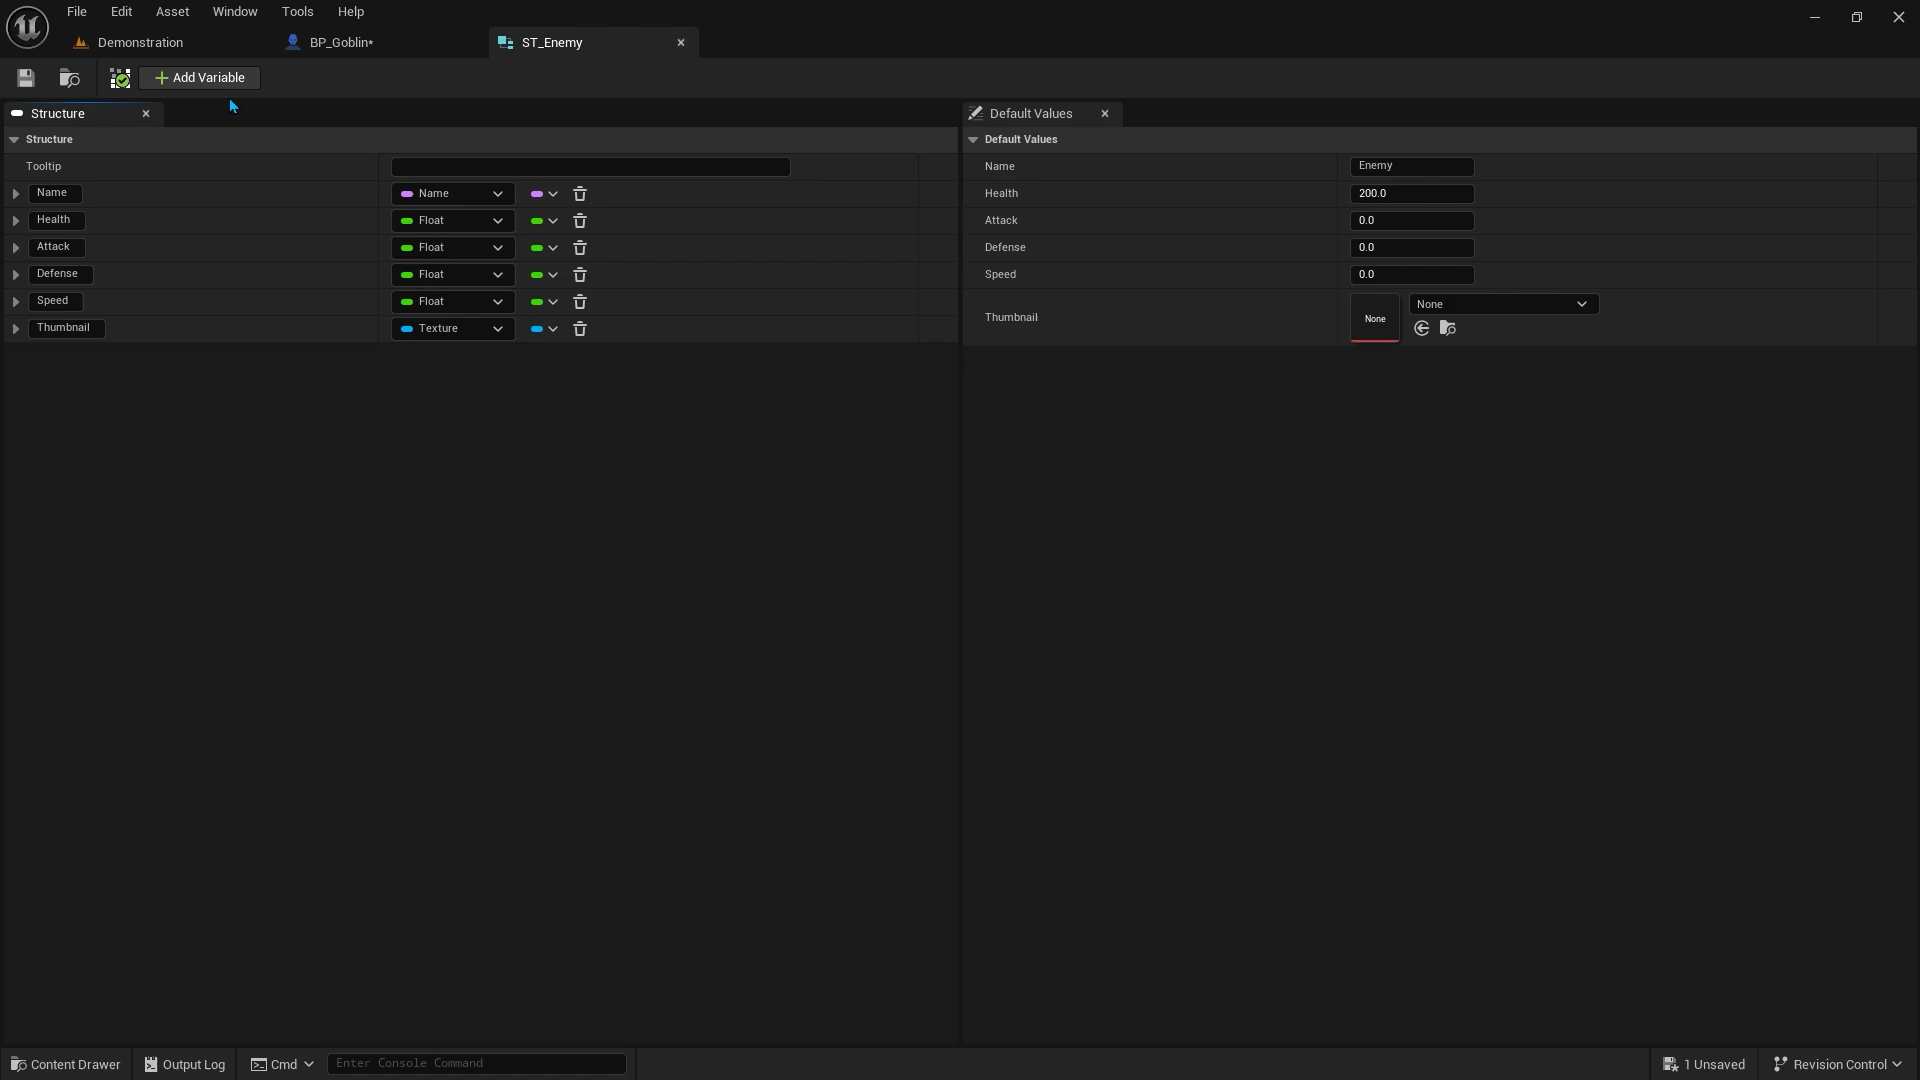 File Edit Asset Window Tools Help
Demonstration BP_Goblin* ST_Enemy
Add Variable
Structure Default Values
Structure Default Values
Tooltip Name Enemy
Name Name Health 200.0
Health Float Attack 0.0
Attack Float Defense 0.0
Defense Float Speed 0.0
Speed Float None
Thumbnail None
Thumbnail Texture
Content Drawer Output Log Cmd Enter Console Command 1 Unsaved Revision Control